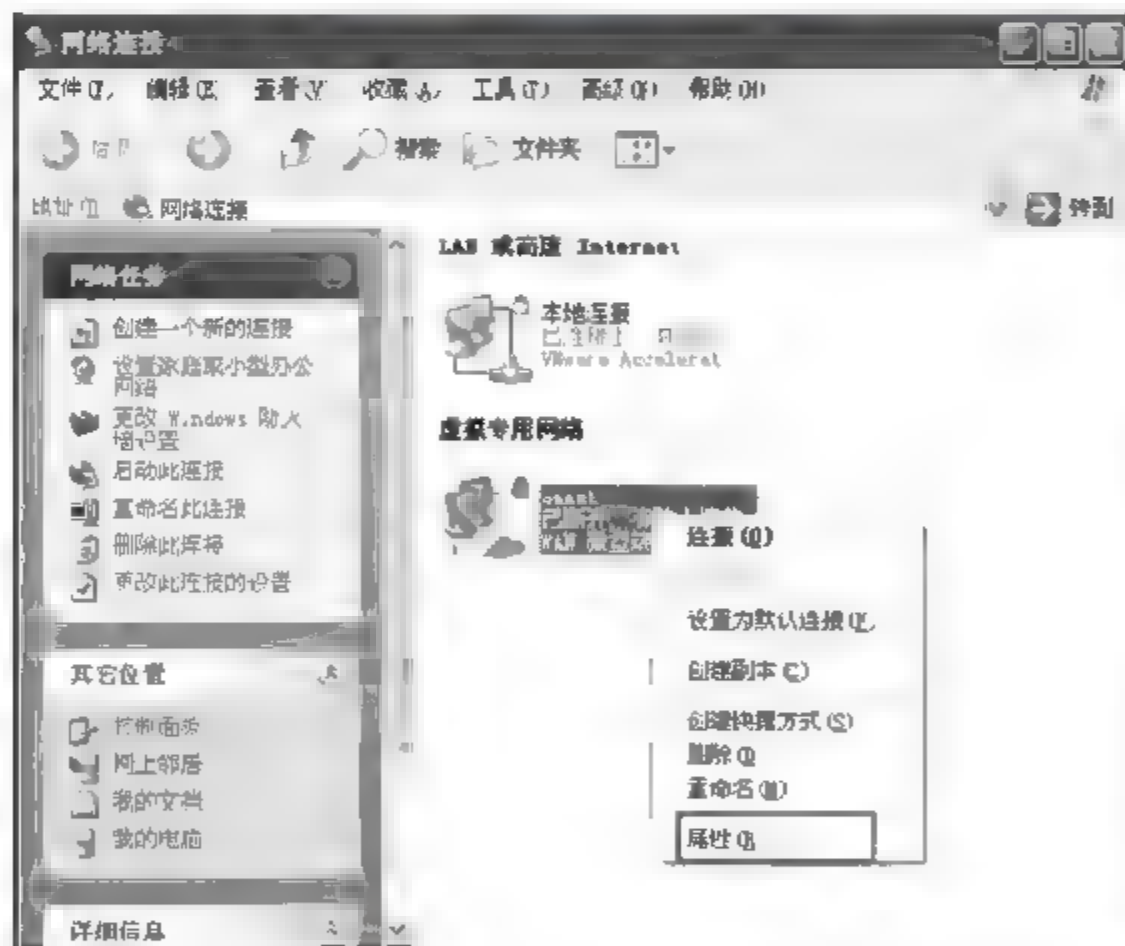 网络连接
文件(F) 编辑(E) 查看(V) 收藏(A) 工具(T) 高级(N) 帮助(H)
搜索 文件夹
地址(D) 网络连接 转到
网络任务
创建一个新的连接
设置家庭或小型办公
网络
更改 Windows 防火
墙设置
启动此连接
重命名此连接
删除此连接
更改此连接的设置
其它位置
控制面板
网上邻居
我的文档
我的电脑
详细信息
LAN 或高速 Internet
本地连接
VMware Accelerat
虚拟专用网络
连接(O)
设置为默认连接(F)
创建副本(C)
创建快捷方式(S)
删除(D)
重命名(M)
属性(R)